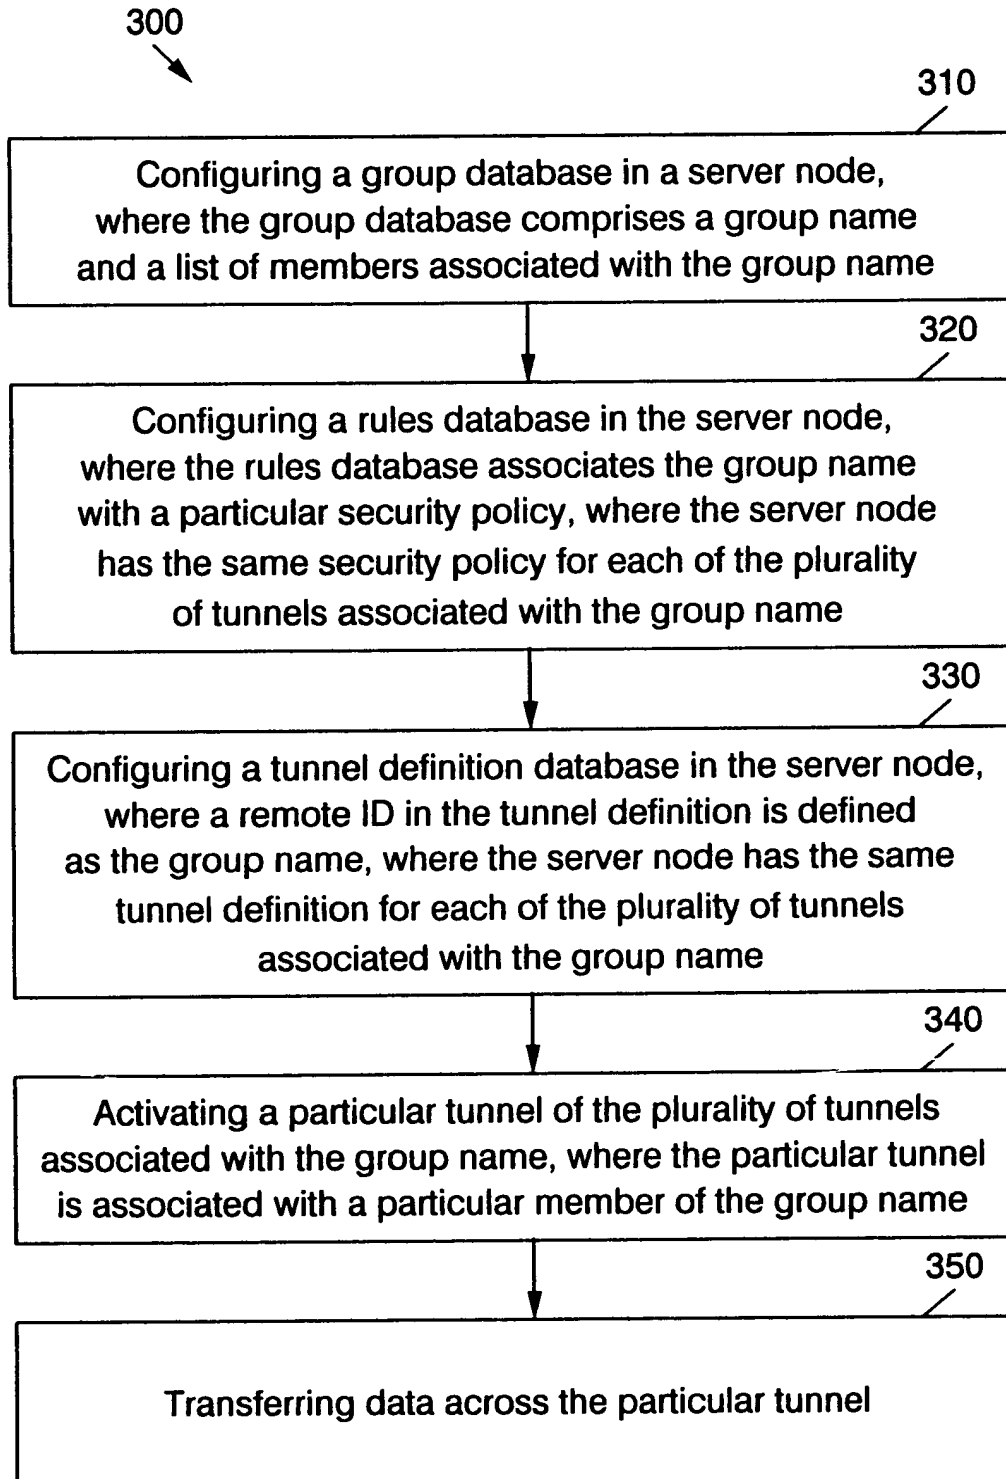 300
310
Configuring a group database in a server node,
where the group database comprises a group name
and a list of members associated with the group name
320
Configuring a rules database in the server node,
where the rules database associates the group name
with a particular security policy, where the server node
has the same security policy for each of the plurality
of tunnels associated with the group name
330
Configuring a tunnel definition database in the server node,
where a remote ID in the tunnel definition is defined
as the group name, where the server node has the same
tunnel definition for each of the plurality of tunnels
associated with the group name
340
Activating a particular tunnel of the plurality of tunnels
associated with the group name, where the particular tunnel
is associated with a particular member of the group name
350
Transferring data across the particular tunnel